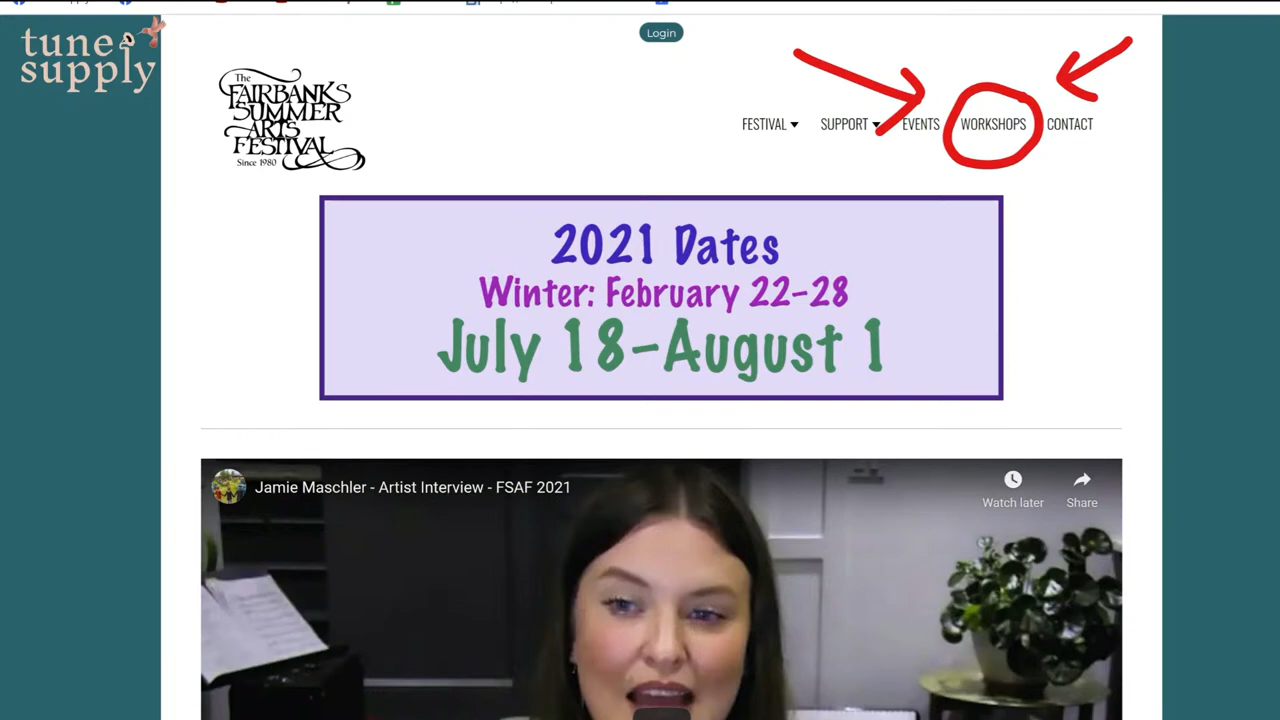 tune
supply
Login
The
FAIRBANKS
SUMMER
ARTS
FESTIVAL
Since 1980
FESTIVAL SUPPORT EVENTS WORKSHOPS CONTACT
2021 Dates
Winter: February 22-28
July 18-August 1
Jamie Maschler - Artist Interview - FSAF 2021
Watch later Share